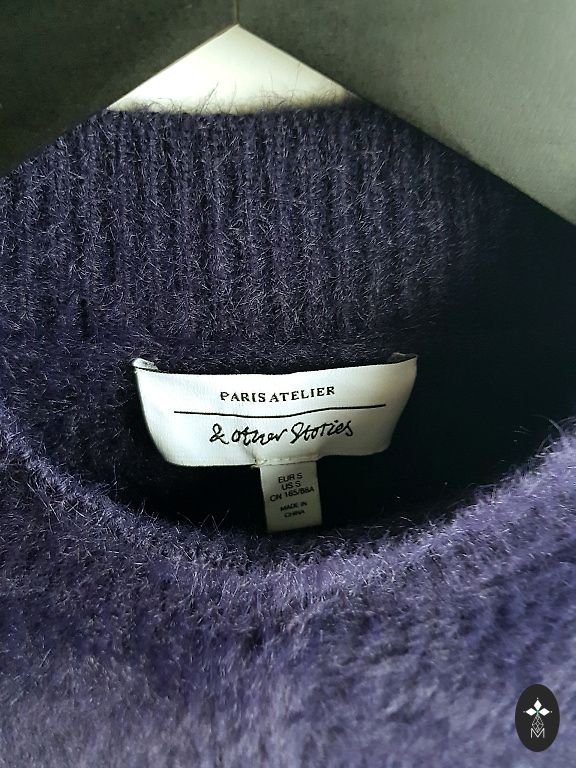 PARIS ATELIER
& other Stories
EUR S
US S
CN 165/88A
MADE IN
CHINA
M